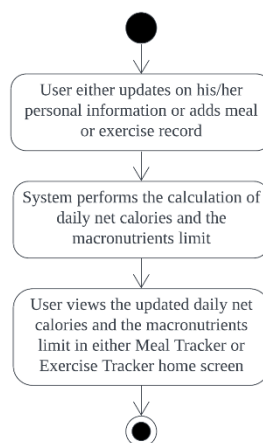 User either updates on his/her
personal information or adds meal
or exercise record
System performs the calculation of
daily net calories and the
macronutrients limit
User views the updated daily net
calories and the macronutrients
limit in either Meal Tracker or
Exercise Tracker home screen